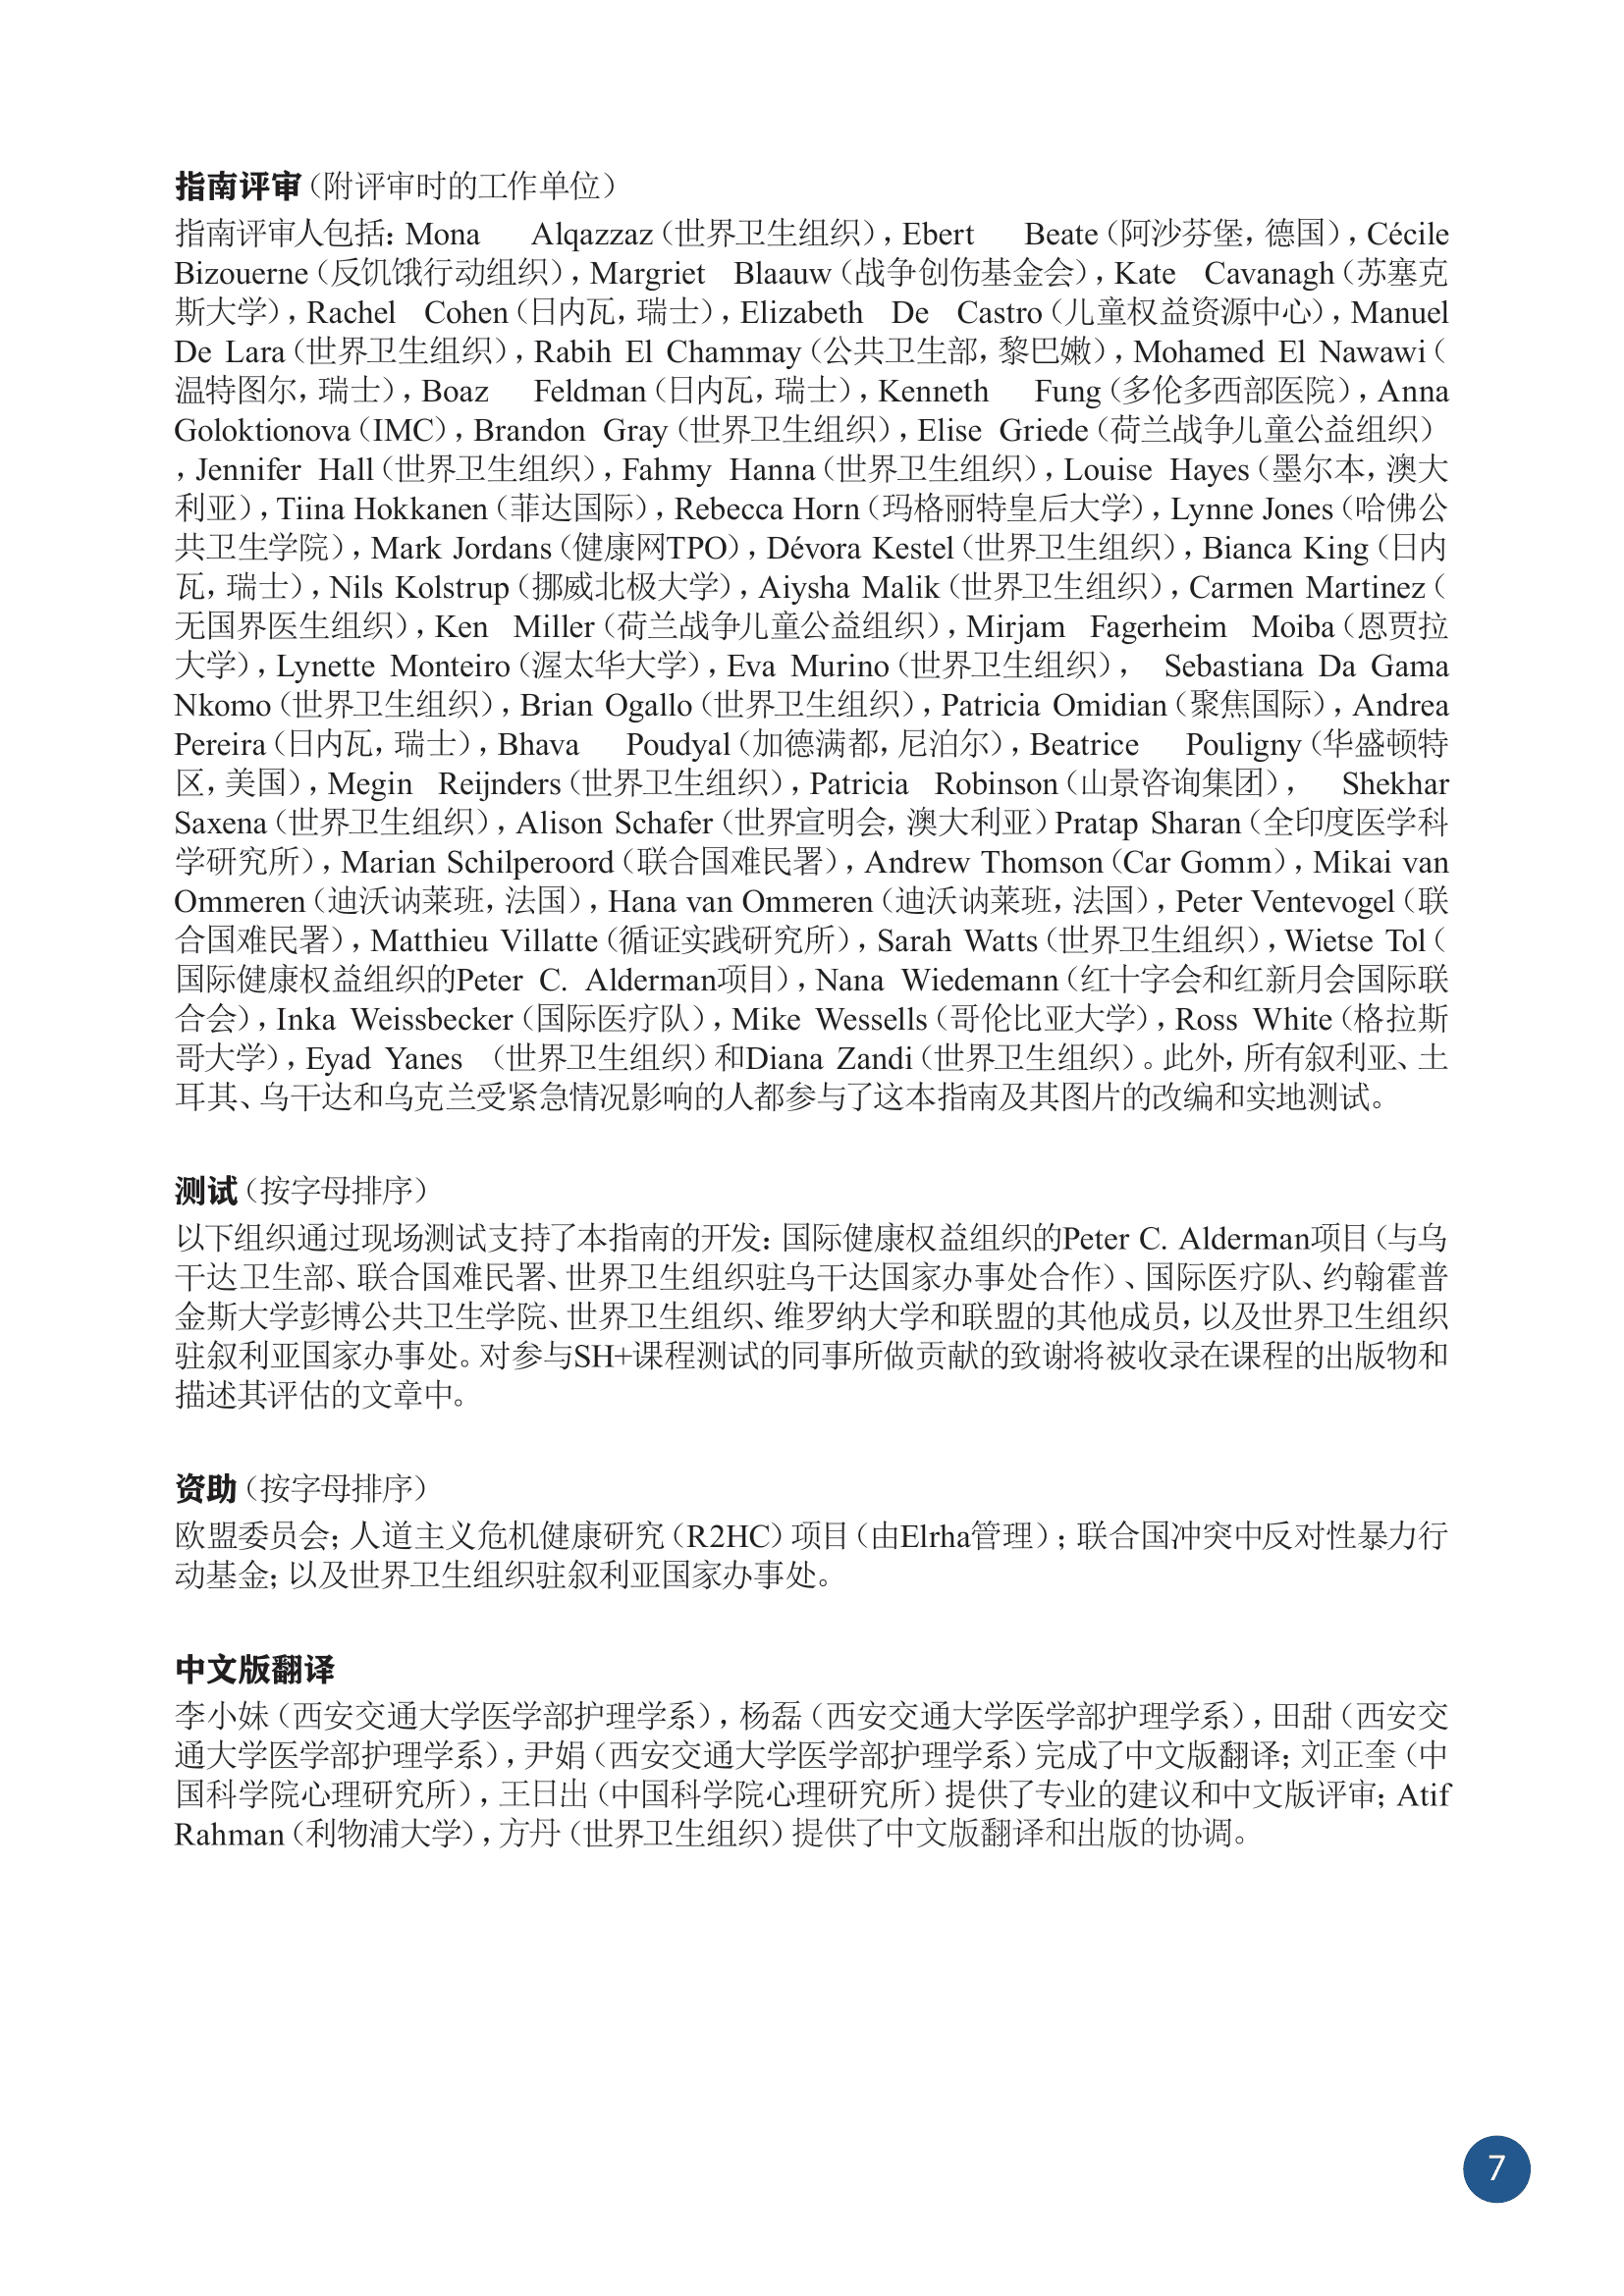 指南评审（附评审时的工作单位）
指南评审人包括：Mona Alqazzaz（世界卫生组织），Ebert Beate（阿沙芬堡，德国），Cécile
Bizouerne（反饥饿行动组织），Margriet Blaauw（战争创伤基金会），Kate Cavanagh（苏塞克
斯大学），Rachel Cohen（日内瓦，瑞士），Elizabeth De Castro（儿童权益资源中心），Manuel
De Lara（世界卫生组织），Rabih El Chammay（公共卫生部，黎巴嫩），Mohamed El Nawawi（
温特图尔，瑞士），Boaz Feldman（日内瓦，瑞士），Kenneth Fung（多伦多西部医院），Anna
Goloktionova（IMC），Brandon Gray（世界卫生组织），Elise Griede（荷兰战争儿童公益组织）
，Jennifer Hall（世界卫生组织），Fahmy Hanna（世界卫生组织），Louise Hayes（墨尔本，澳大
利亚），Tiina Hokkanen（菲达国际），Rebecca Horn（玛格丽特皇后大学），Lynne Jones（哈佛公
共卫生学院），Mark Jordans（健康网TPO），Dévora Kestel（世界卫生组织），Bianca King（日内
瓦，瑞士），Nils Kolstrup（挪威北极大学），Aiysha Malik（世界卫生组织），Carmen Martinez（
无国界医生组织），Ken Miller（荷兰战争儿童公益组织），Mirjam Fagerheim Moiba（恩贾拉
大学），Lynette Monteiro（渥太华大学），Eva Murino（世界卫生组织）， Sebastiana Da Gama
Nkomo（世界卫生组织），Brian Ogallo（世界卫生组织），Patricia Omidian（聚焦国际），Andrea
Pereira（日内瓦，瑞士），Bhava Poudyal（加德满都，尼泊尔），Beatrice Pouligny（华盛顿特
区，美国），Megin Reijnders（世界卫生组织），Patricia Robinson（山景咨询集团）， Shekhar
Saxena（世界卫生组织），Alison Schafer（世界宣明会，澳大利亚）Pratap Sharan（全印度医学科
学研究所），Marian Schilperoord（联合国难民署），Andrew Thomson（Car Gomm），Mikai van
Ommeren（迪沃讷莱班，法国），Hana van Ommeren（迪沃讷莱班，法国），Peter Ventevogel（联
合国难民署），Matthieu Villatte（循证实践研究所），Sarah Watts（世界卫生组织），Wietse Tol（
国际健康权益组织的Peter C. Alderman项目），Nana Wiedemann（红十字会和红新月会国际联
合会），Inka Weissbecker（国际医疗队），Mike Wessells（哥伦比亚大学），Ross White（格拉斯
哥大学），Eyad Yanes （世界卫生组织）和Diana Zandi（世界卫生组织）。此外，所有叙利亚、土
耳其、乌干达和乌克兰受紧急情况影响的人都参与了这本指南及其图片的改编和实地测试。
测试（按字母排序）
以下组织通过现场测试支持了本指南的开发：国际健康权益组织的Peter C. Alderman项目（与乌
干达卫生部、联合国难民署、世界卫生组织驻乌干达国家办事处合作）、国际医疗队、约翰霍普
金斯大学彭博公共卫生学院、世界卫生组织、维罗纳大学和联盟的其他成员，以及世界卫生组织
驻叙利亚国家办事处。对参与SH+课程测试的同事所做贡献的致谢将被收录在课程的出版物和
描述其评估的文章中。
资助（按字母排序）
欧盟委员会；人道主义危机健康研究（R2HC）项目（由Elrha管理）；联合国冲突中反对性暴力行
动基金；以及世界卫生组织驻叙利亚国家办事处。
中文版翻译
李小妹（西安交通大学医学部护理学系），杨磊（西安交通大学医学部护理学系），田甜（西安交
通大学医学部护理学系），尹娟（西安交通大学医学部护理学系）完成了中文版翻译；刘正奎（中
国科学院心理研究所），王日出（中国科学院心理研究所）提供了专业的建议和中文版评审；Atif
Rahman（利物浦大学），方丹（世界卫生组织）提供了中文版翻译和出版的协调。
7